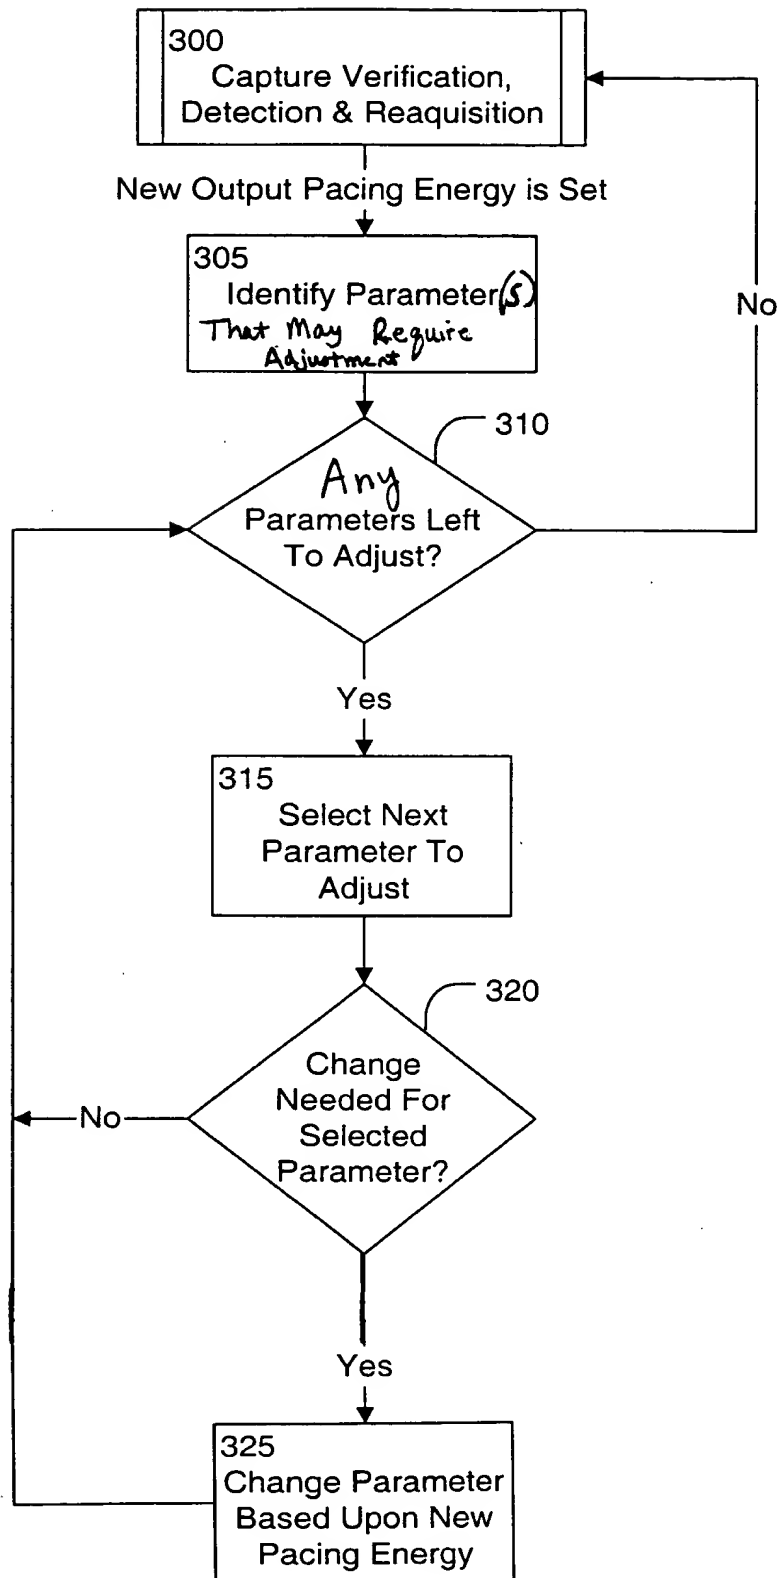 300
Capture Verification,
Detection & Reaquisition
New Output Pacing Energy is Set
305
Identify Parameter(s)
That May Require
Adjustment
No
310
Any
Parameters Left
To Adjust?
Yes
315
Select Next
Parameter To
Adjust
320
Change
Needed For
Selected
Parameter?
No
Yes
325
Change Parameter
Based Upon New
Pacing Energy